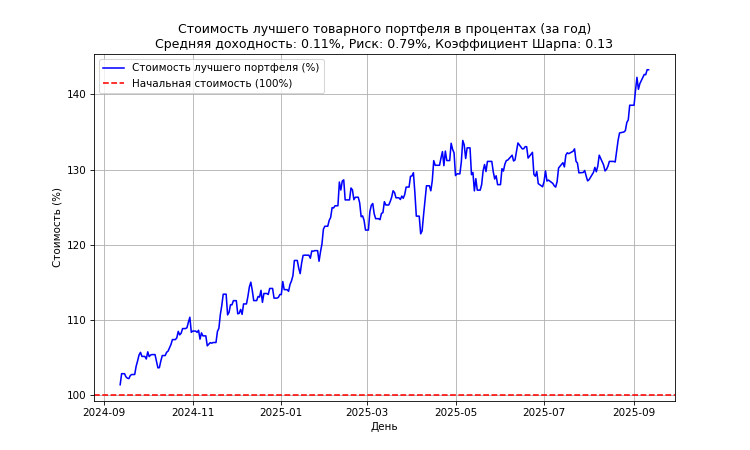 Стоимость лучшего товарного портфеля в процентах (за год)
Средняя доходность: 0.11%, Риск: 0.79%, Коэффициент Шарпа: 0.13
Стоимость лучшего портфеля (%)
Начальная стоимость (100%)
Стоимость (%)
140
130
120
110
100
2024-09
2024-11
2025-01
2025-03
2025-05
2025-07
2025-09
День